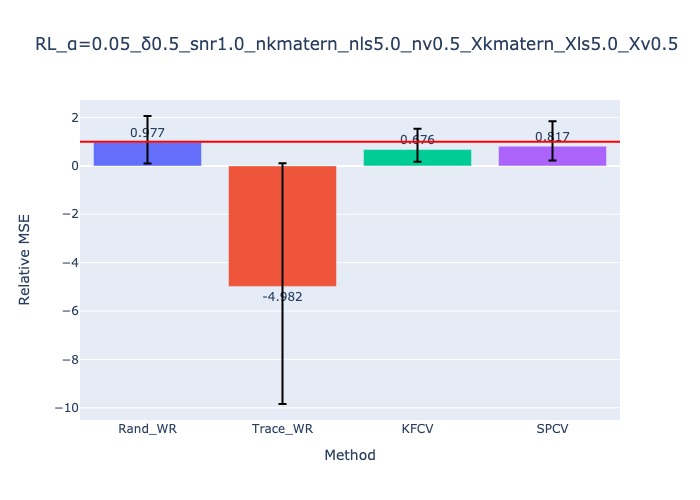 RL_α=0.05_δ0.5_snr1.0_nkmatern_nls5.0_nv0.5_Xkmatern_Xls5.0_Xv0.5
2
0
−2
−4
−6
−8
−10
Relative MSE
0.977
-4.982
0.676
0.817
Rand_WR Trace_WR KFCV SPCV
Method